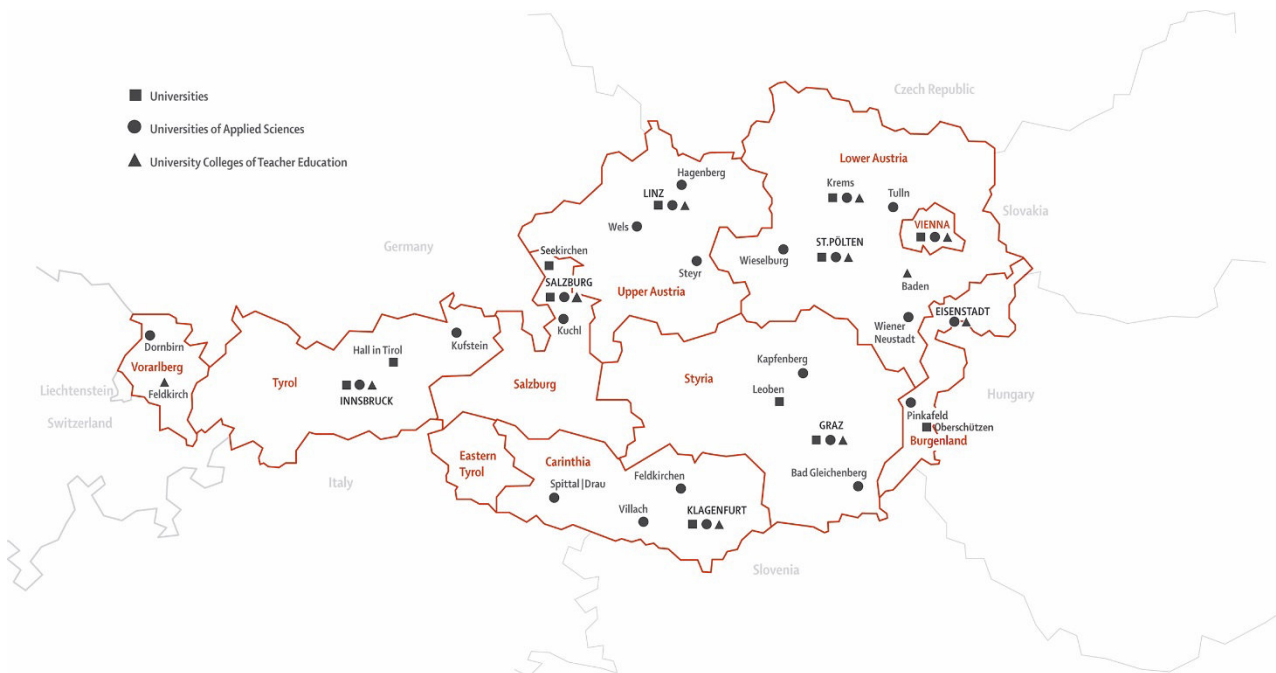 Universities
Universities of Applied Sciences
University Colleges of Teacher Education
Czech Republic
Lower Austria
Hagenberg
LINZ
Krems
Tulln
Slovakia
Wels
VIENNA
Germany
Seekirchen
ST.PÖLTEN
Wieselburg
Steyr
SALZBURG
Upper Austria
Baden
EISENSTADT
Kuchl
Wiener
Neustadt
Dornbirn
Kufstein
Hall in Tirol
Vorarlberg
Kapfenberg
Tyrol
Salzburg
Styria
Liechtenstein
Feldkirch
Leoben
Hungary
INNSBRUCK
Switzerland
Pinkafeld
GRAZ
Oberschützen
Burgenland
Eastern
Tyrol
Carinthia
Italy
Feldkirchen
Bad Gleichenberg
Spittal|Drau
Villach
KLAGENFURT
Slovenia